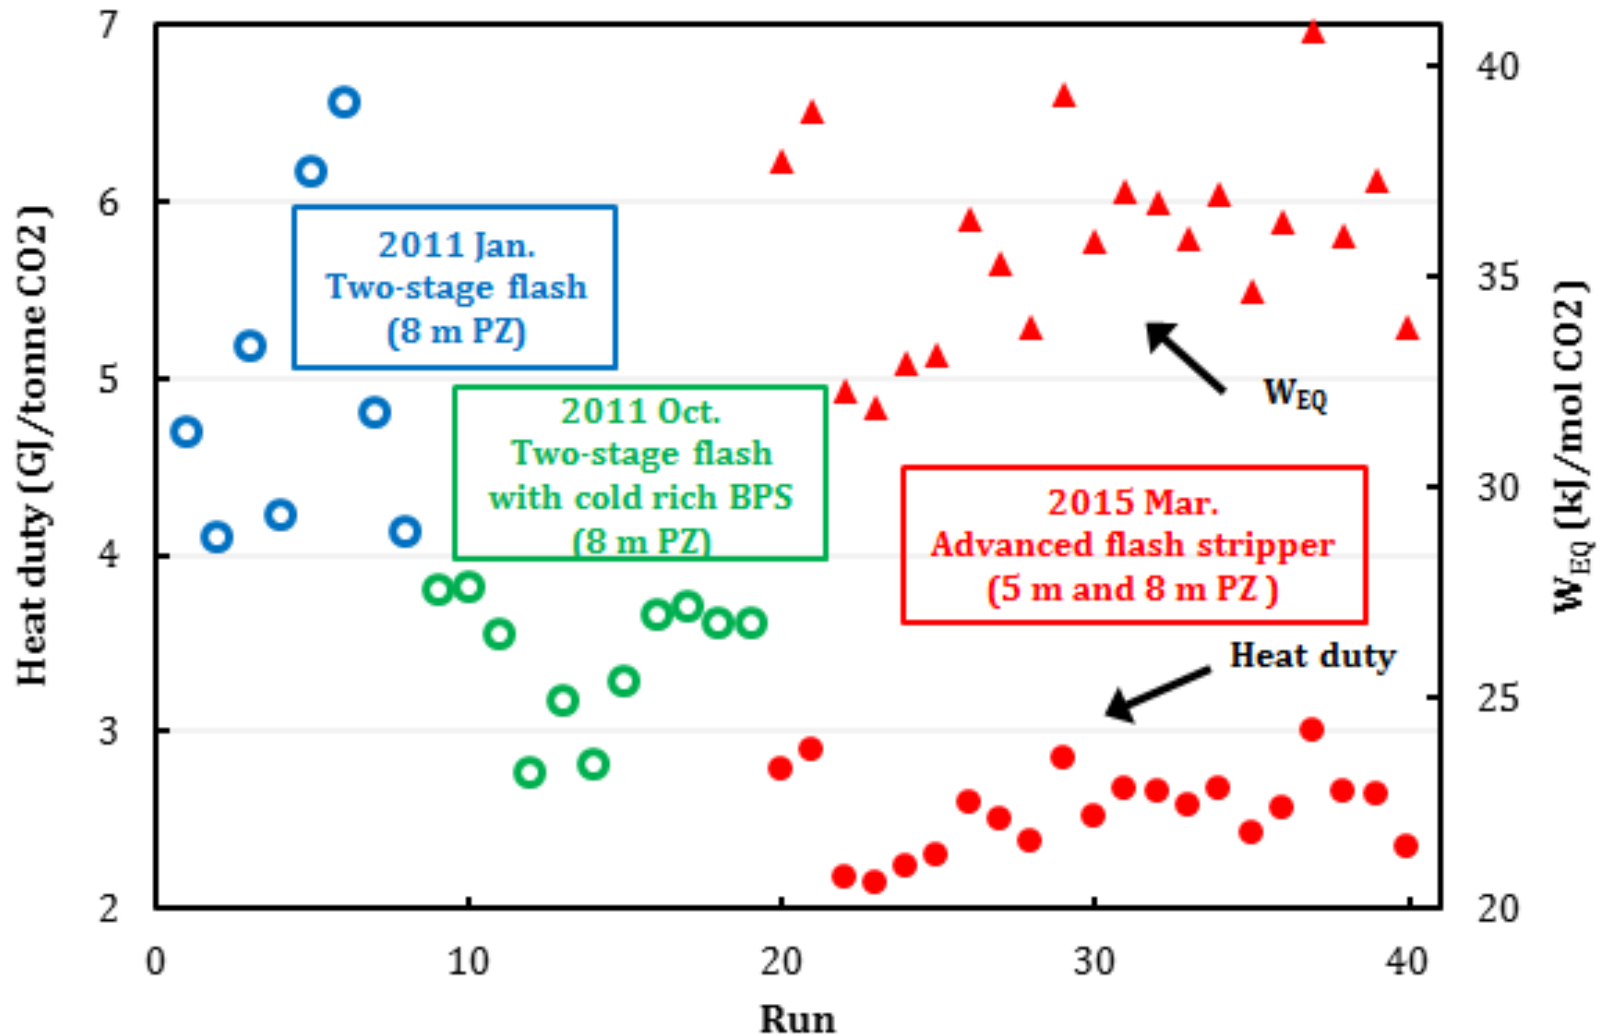 7
6
5
4
3
2
Heat duty (GJ/tonne CO2)
40
35
30
25
20
W_EQ (kJ/mol CO2)
2011 Jan.
Two-stage flash
(8 m PZ)
2011 Oct.
Two-stage flash
with cold rich BPS
(8 m PZ)
W_EQ
2015 Mar.
Advanced flash stripper
(5 m and 8 m PZ )
Heat duty
0 10 20 30 40
Run